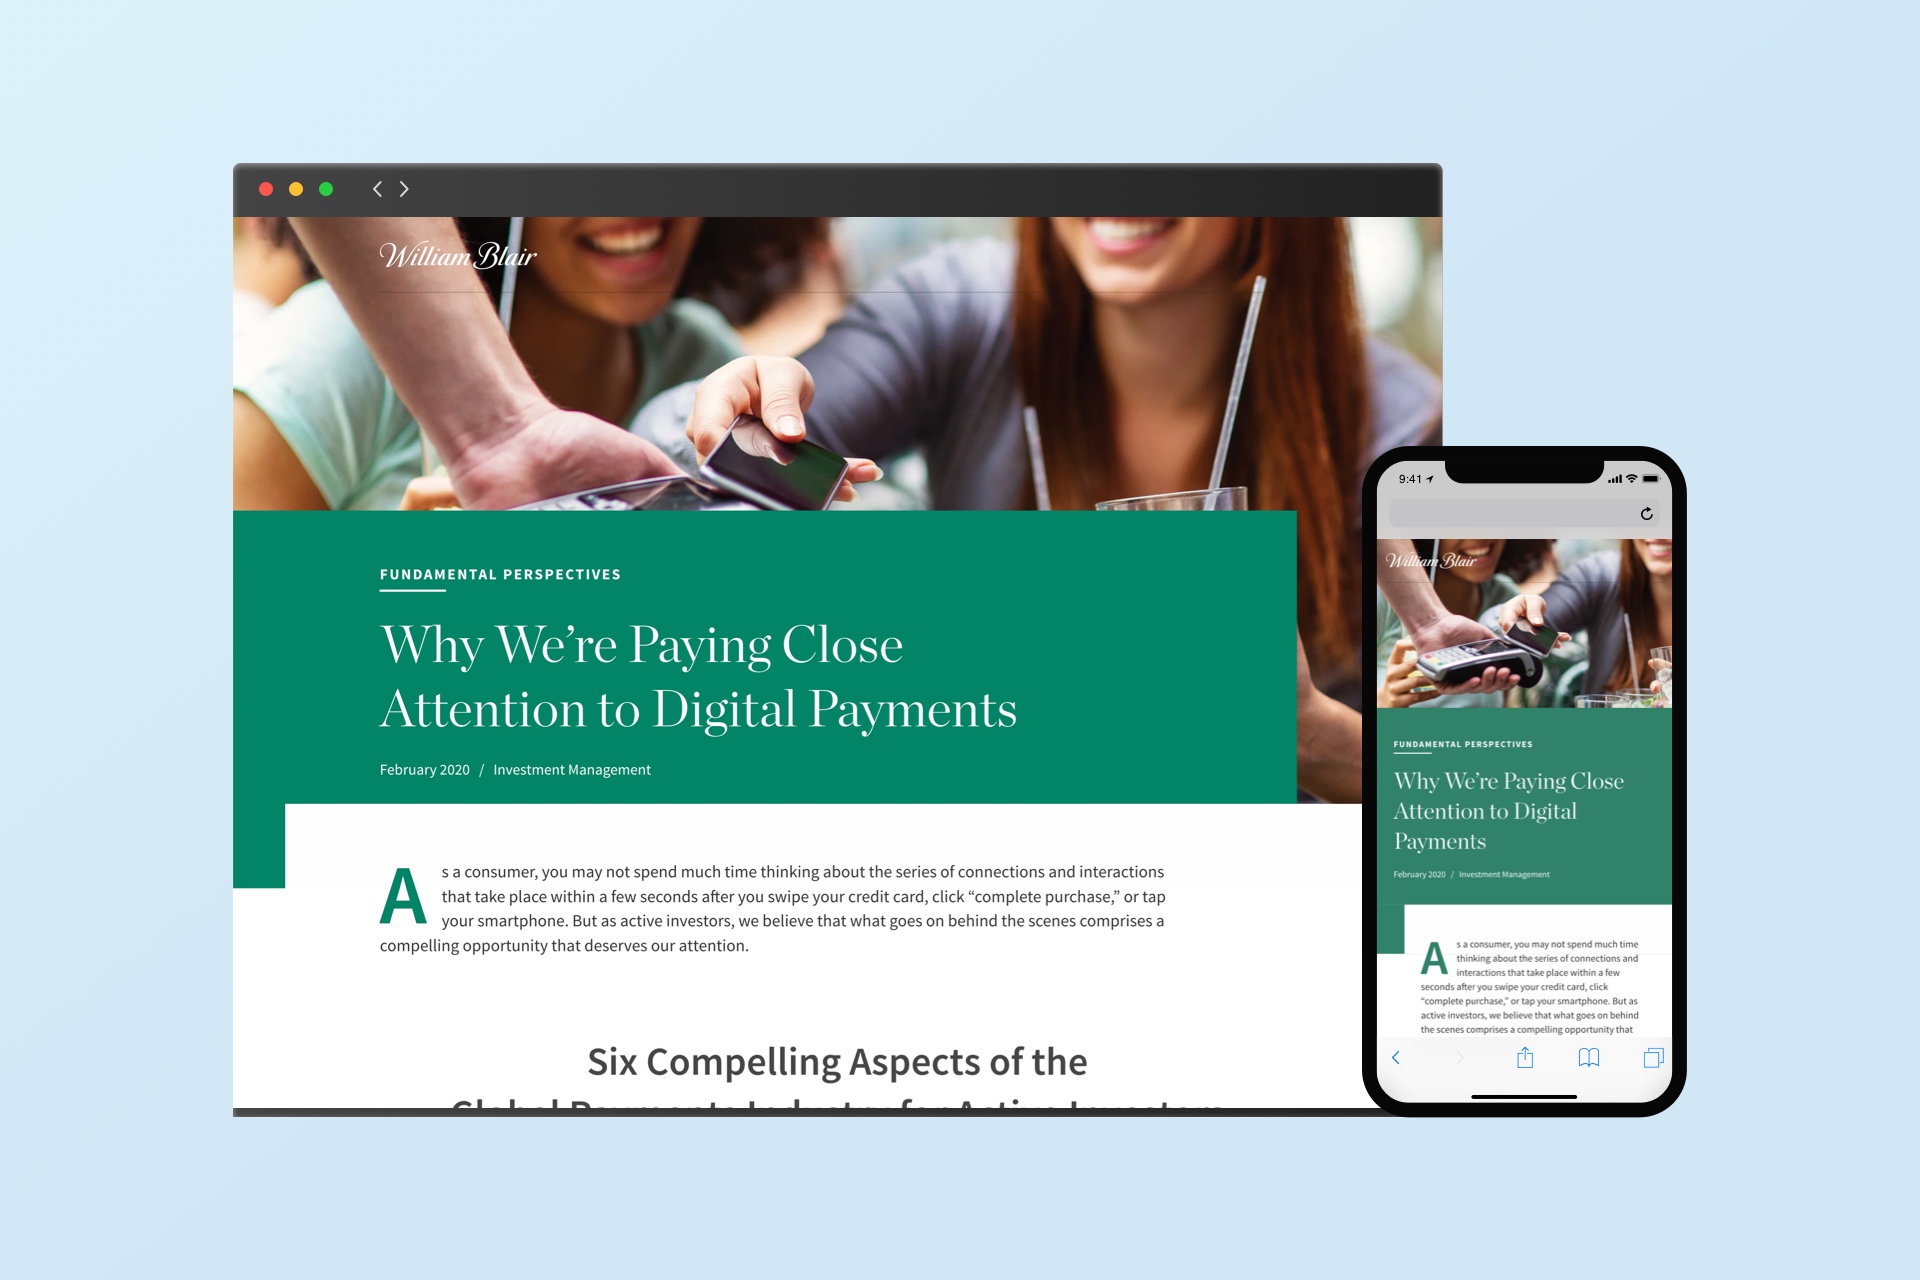 William Blair
FUNDAMENTAL PERSPECTIVES
Why We’re Paying Close
Attention to Digital Payments
February 2020 / Investment Management
As a consumer, you may not spend much time thinking about the series of connections and interactions
that take place within a few seconds after you swipe your credit card, click “complete purchase,” or tap
your smartphone. But as active investors, we believe that what goes on behind the scenes comprises a
compelling opportunity that deserves our attention.
Six Compelling Aspects of the
Global Payments Industry for Active Investors
9:41
William Blair
FUNDAMENTAL PERSPECTIVES
Why We’re Paying Close
Attention to Digital
Payments
February 2020 / Investment Management
As a consumer, you may not spend much time
thinking about the series of connections and
interactions that take place within a few
seconds after you swipe your credit card, click
“complete purchase,” or tap your smartphone. But as
active investors, we believe that what goes on behind
the scenes comprises a compelling opportunity that